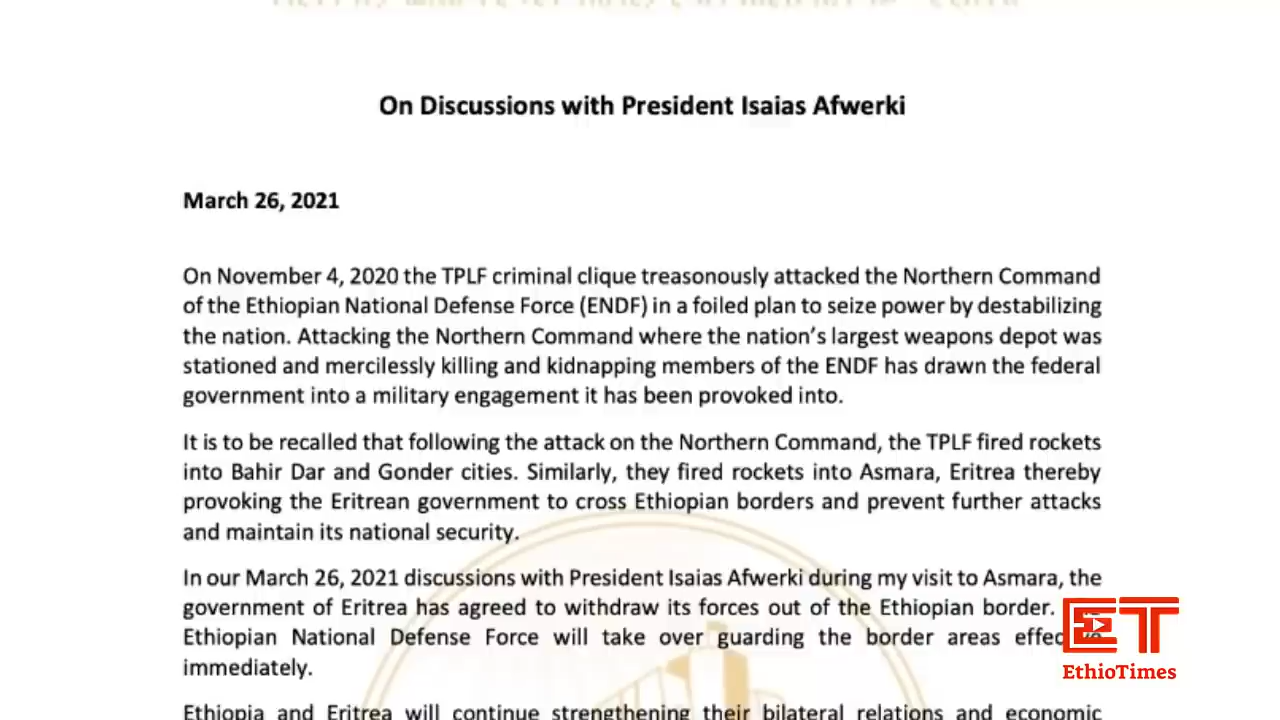 On Discussions with President Isaias Afwerki
March 26, 2021
On November 4, 2020 the TPLF criminal clique treasonously attacked the Northern Command
of the Ethiopian National Defense Force (ENDF) in a foiled plan to seize power by destabilizing
the nation. Attacking the Northern Command where the nation's largest weapons depot was
stationed and mercilessly killing and kidnapping members of the ENDF has drawn the federal
government into a military engagement it has been provoked into.
It is to be recalled that following the attack on the Northern Command, the TPLF fired rockets
into Bahir Dar and Gonder cities. Similarly, they fired rockets into Asmara, Eritrea thereby
provoking the Eritrean government to cross Ethiopian borders and prevent further attacks
and maintain its national security.
In our March 26, 2021 discussions with President Isaias Afwerki during my visit to Asmara, the
government of Eritrea has agreed to withdraw its forces out of the Ethiopian border.
Ethiopian National Defense Force will take over guarding the border areas
immediately.
Ethiopia and Eritrea will continue strengthening their bilateral relations and economic
ET
EthioTimes